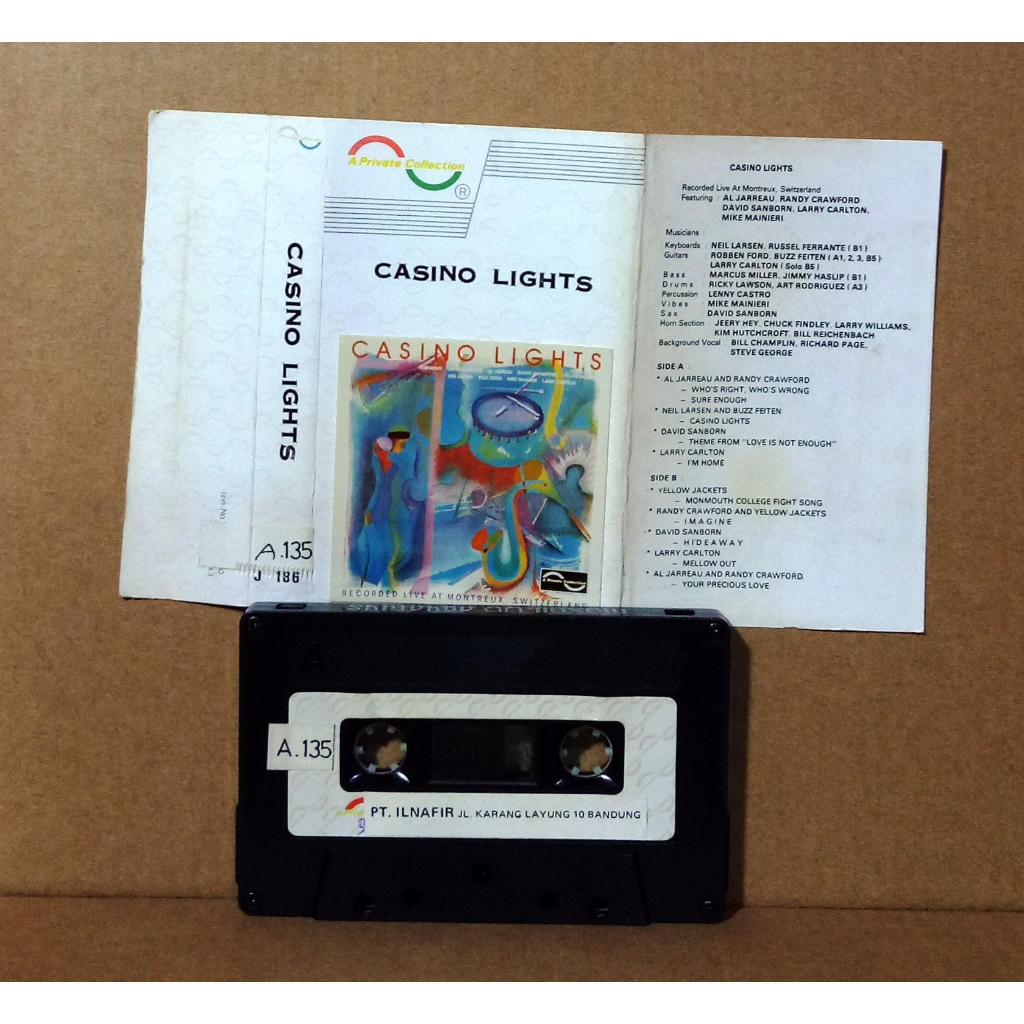 A Private Collection
®
CASINO LIGHTS
CASINO LIGHTS
A.135
J 186
CASINO LIGHTS
RECORDED LIVE AT MONTREUX, SWITZERLAND
A Private Collection
CASINO LIGHTS
Recorded Live At Montreux, Switzerland
Featuring : AL JARREAU, RANDY CRAWFORD
DAVID SANBORN, LARRY CARLTON,
MIKE MAINIERI
Musicians :
Keyboards : NEIL LARSEN, RUSSEL FERRANTE ( B1 )
Guitars : ROBBEN FORD, BUZZ FEITEN ( A1, 2, 3, B5 )
LARRY CARLTON ( Solo B5 )
Bass : MARCUS MILLER, JIMMY HASLIP ( B1 )
Drums : RICKY LAWSON, ART RODRIGUEZ ( A3 )
Percussion : LENNY CASTRO
Vibes : MIKE MAINIERI
Sax : DAVID SANBORN
Horn Section : JEERY HEY, CHUCK FINDLEY, LARRY WILLIAMS,
KIM HUTCHCROFT, BILL REICHENBACH
Background Vocal : BILL CHAMPLIN, RICHARD PAGE,
STEVE GEORGE
SIDE A :
* AL JARREAU AND RANDY CRAWFORD
– WHO'S RIGHT, WHO'S WRONG
– SURE ENOUGH
* NEIL LARSEN AND BUZZ FEITEN
– CASINO LIGHTS
* DAVID SANBORN
– THEME FROM "LOVE IS NOT ENOUGH"
* LARRY CARLTON
– I'M HOME
SIDE B :
* YELLOW JACKETS
– MONMOUTH COLLEGE FIGHT SONG
* RANDY CRAWFORD AND YELLOW JACKETS
– IMAGINE
* DAVID SANBORN
– HIDEAWAY
* LARRY CARLTON
– MELLOW OUT
* AL JARREAU AND RANDY CRAWFORD
– YOUR PRECIOUS LOVE
A
A.135
PT. ILNAFIR JL. KARANG LAYUNG 10 BANDUNG